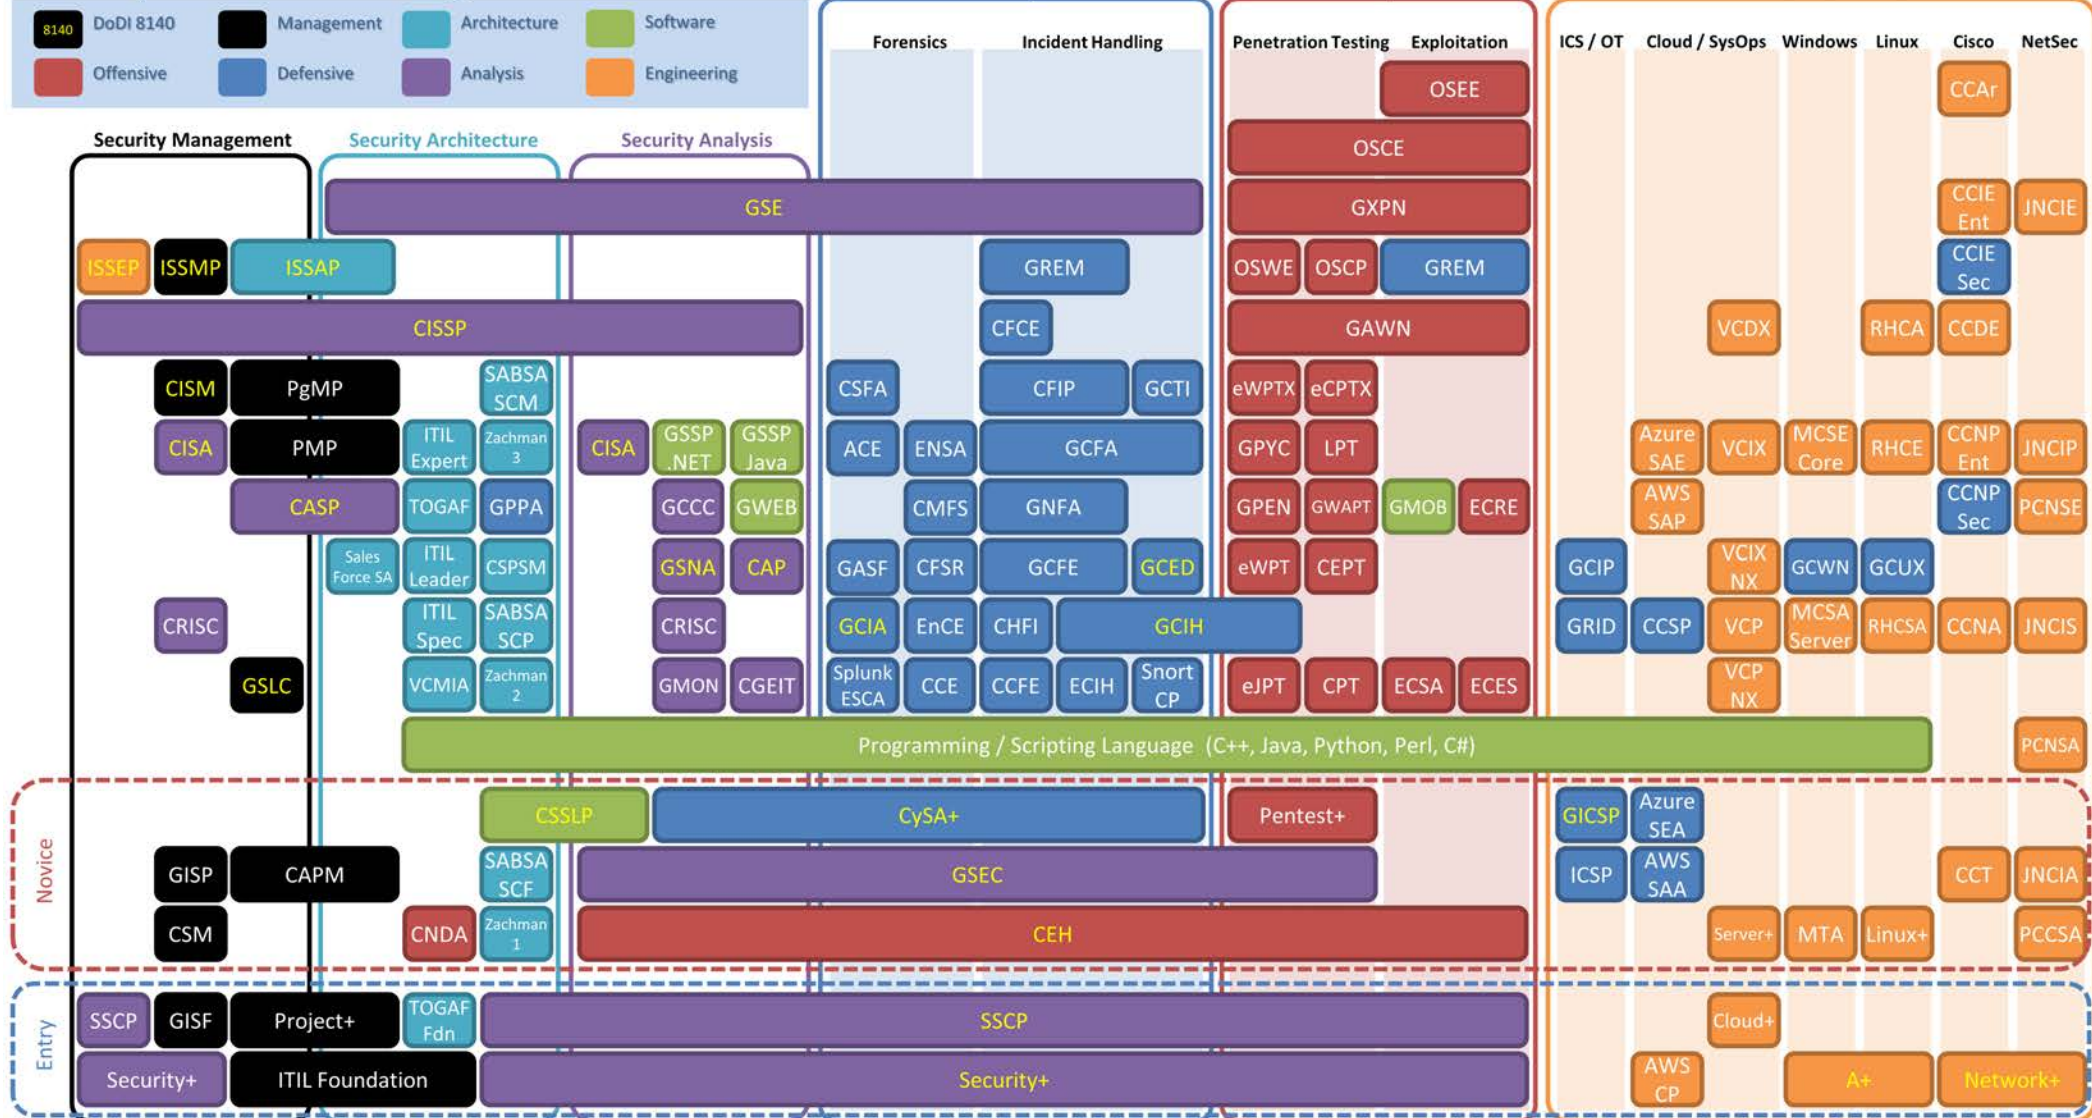 8140 DoDI 8140 Management Architecture Software
Offensive Defensive Analysis Engineering
Forensics Incident Handling Penetration Testing Exploitation ICS / OT Cloud / SysOps Windows Linux Cisco NetSec
OSEE CCAr
Security Management Security Architecture Security Analysis
OSCE
GSE GXPN CCIE Ent JNCIE
ISSEP ISSMP ISSAP GREM OSWE OSCP GREM CCIE Sec
CISSP CFCE GAWN VCDX RHCA CCDE
CISM PgMP SABSA SCM CSFA CFIP GCTI eWPTX eCPTX
CISA PMP ITIL Expert Zachman 3 CISA GSSP .NET GSSP Java ACE ENSA GCFA GPYC LPT Azure SAE VCIX MCSE Core RHCE CCNP Ent JNCIP
CASP TOGAF GPPA GCCC GWEB CMFS GNFA GPEN GWAPT GMOB ECRE AWS SAP CCNP Sec PCNSE
Sales Force SA ITIL Leader CSPSM GSNA CAP GASF CFSR GCFE GCED eWPT CEPT GCIP VCIX NX GCWN GCUX
CRISC ITIL Spec SABSA SCP CRISC GCIA EnCE CHFI GCIH GRID CCSP VCP MCSA Server RHCSA CCNA JNCIS
GSLC VCMIA Zachman 2 GMON CGEIT Splunk ESCA CCE CCFE ECIH Snort CP eJPT CPT ECSA ECES VCP NX
Programming / Scripting Language (C++, Java, Python, Perl, C#) PCNSA
Novice
CSSLP CySA+ Pentest+ GICSP Azure SEA
GISP CAPM SABSA SCF GSEC ICSP AWS SAA CCT JNCIA
CSM CNDA Zachman 1 CEH Server+ MTA Linux+ PCCSA
Entry
SSCP GISF Project+ TOGAF Fdn SSCP Cloud+
Security+ ITIL Foundation Security+ AWS CP A+ Network+